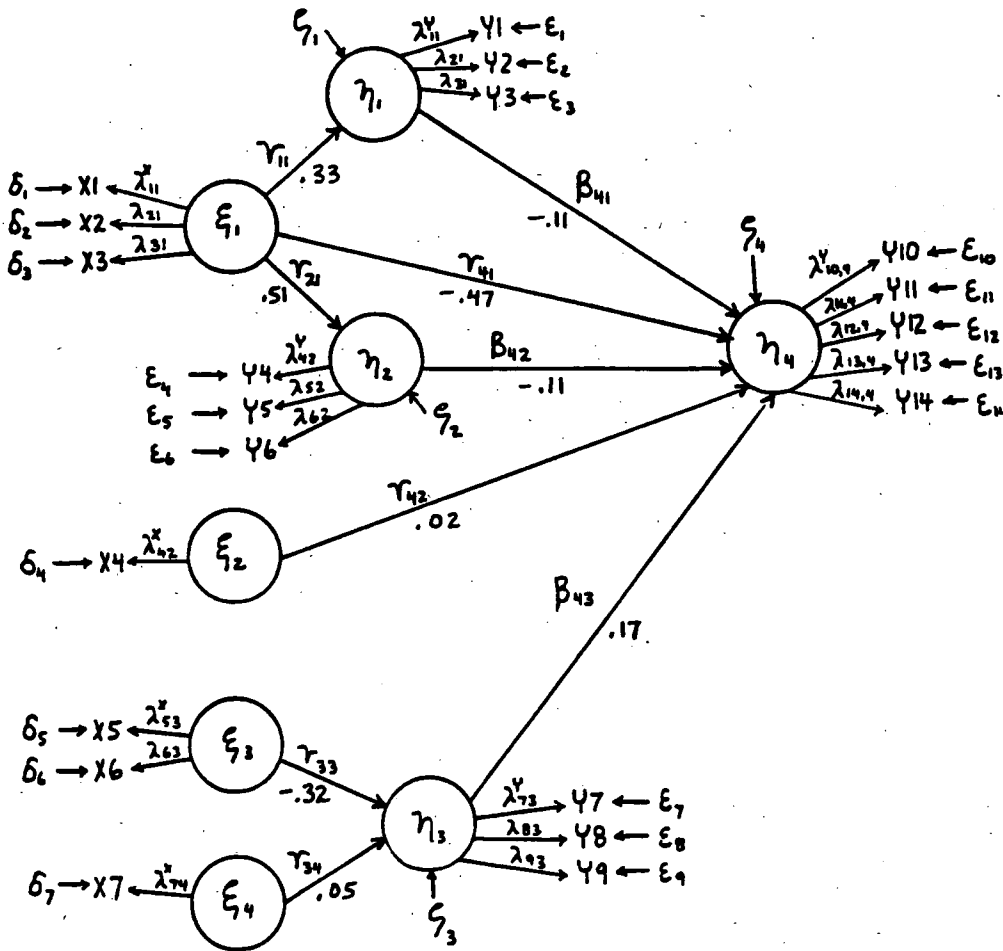 ζ₁
λʸ₁₁ Y1 ← ε₁
λ₂₁ Y2 ← ε₂
λ₃₁ Y3 ← ε₃
η₁
γ₁₁
.33
δ₁ → X1 λˣ₁₁
δ₂ → X2 λ₂₁
δ₃ → X3 λ₃₁
ξ₁
β₄₁
-.11
γ₄₁
-.47
γ₂₁
.51
ζ₄
η₄
λʸ₁₀,₄ Y10 ← ε₁₀
Y11 ← ε₁₁
λ₁₂,₄ Y12 ← ε₁₂
λ₁₃,₄ Y13 ← ε₁₃
λ₁₄,₄ Y14 ←
η₂
ζ₂
ε₄ → Y4 λʸ₄₂
ε₅ → Y5 λ₅₂
ε₆ → Y6 λ₆₂
β₄₂
-.11
γ₄₂
.02
δ₄ → X4 λˣ₄₂
ξ₂
β₄₃
.17
δ₅ → X5 λˣ₅₃
δ₆ → X6 λ₆₃
ξ₃
γ₃₃
-.32
η₃
ζ₃
λʸ₇₃ Y7 ← ε₇
λ₈₃ Y8 ← ε₈
λ₉₃ Y9 ← ε₉
γ₃₄
.05
δ₇ → X7 λˣ₇₄
ξ₄